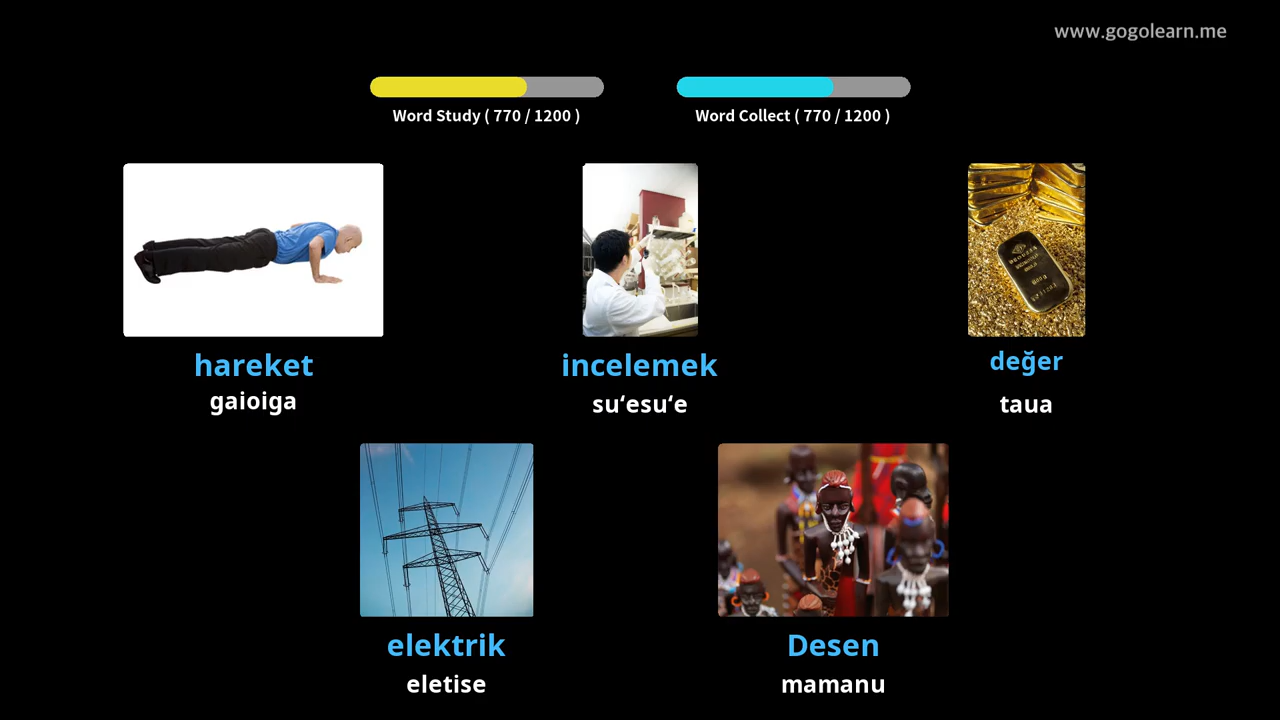 www.gogolearn.me
Word Study ( 770 / 1200 )
Word Collect ( 770 / 1200 )
hareket
gaioiga
incelemek
su‘esu‘e
değer
taua
elektrik
eletise
Desen
mamanu